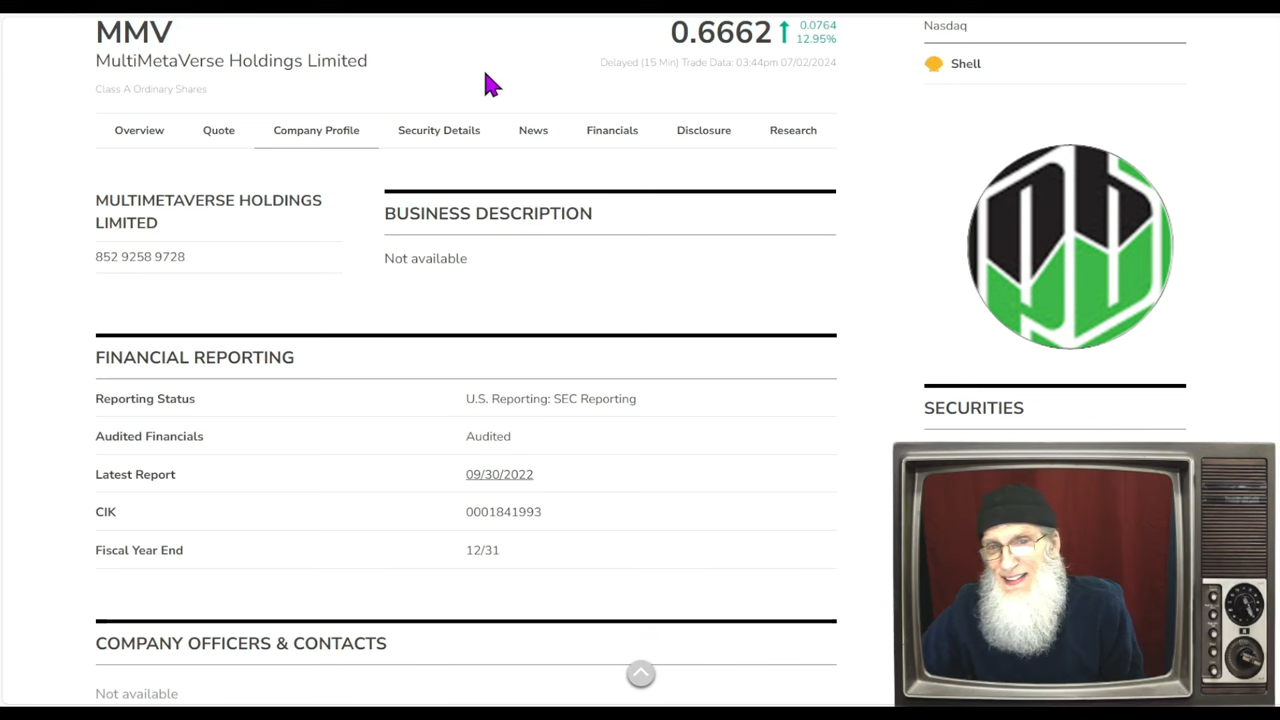 MMV
0.6662
0.0764
12.95%
MultiMetaVerse Holdings Limited
Delayed (15 Min) Trade Data: 03:44pm 07/02/2024
Class A Ordinary Shares
Overview
Quote
Company Profile
Security Details
News
Financials
Disclosure
Research
MULTIMETAVERSE HOLDINGS
LIMITED
852 9258 9728
BUSINESS DESCRIPTION
Not available
FINANCIAL REPORTING
Reporting Status
U.S. Reporting: SEC Reporting
Audited Financials
Audited
Latest Report
09/30/2022
CIK
0001841993
Fiscal Year End
12/31
COMPANY OFFICERS & CONTACTS
Not available
Nasdaq
Shell
SECURITIES